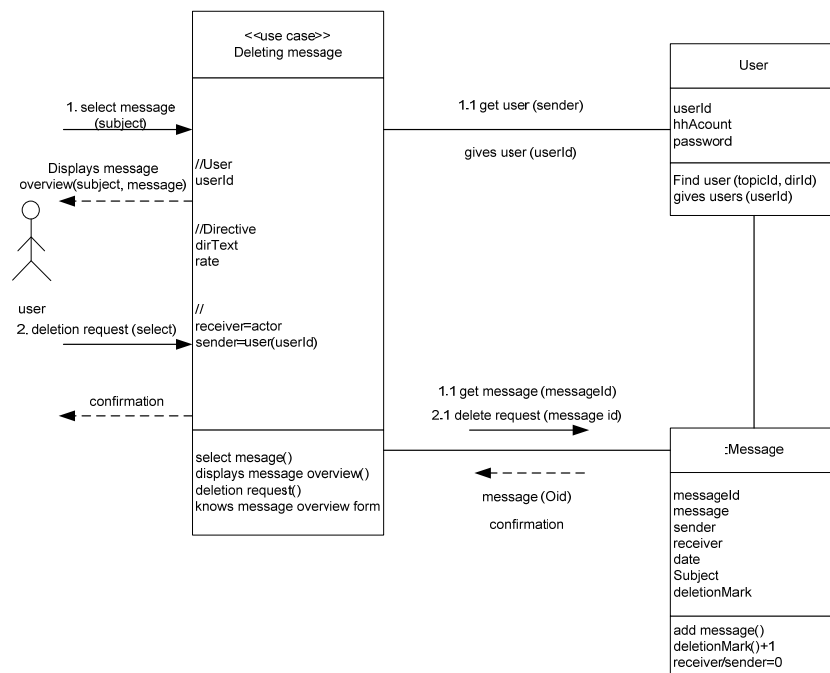 <<use case>>
Deleting message
1. select message
(subject)
Displays message
overview(subject, message)
user
2. deletion request (select)
confirmation
//User
userId
//Directive
dirText
rate
//
receiver=actor
sender=user(userId)
select mesage()
displays message overview()
deletion request()
knows message overview form
1.1 get user (sender)
gives user (userId)
User
userId
hhAcount
password
Find user (topicId, dirId)
gives users (userId)
1.1 get message (messageId)
2.1 delete request (message id)
message (Oid)
confirmation
:Message
messageId
message
sender
receiver
date
Subject
deletionMark
add message()
deletionMark()+1
receiver/sender=0